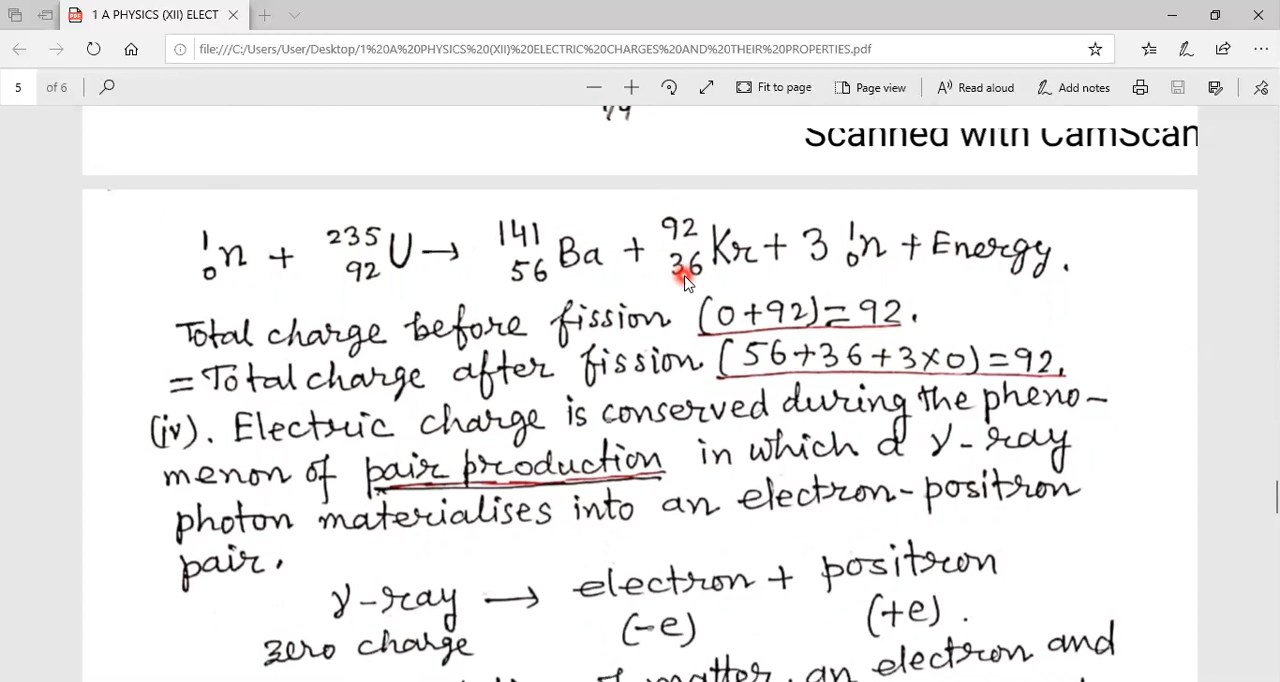 1 A PHYSICS (XII) ELECT
file:///C:/Users/User/Desktop/1%20A%20PHYSICS%20(XII)%20ELECTRIC%20CHARGES%20AND%20THEIR%20PROPERTIES.pdf
5 of 6 Fit to page Page view Read aloud Add notes
Scanned with CamScan
¹₀n + ²³⁵₉₂U → ¹⁴¹₅₆Ba + ⁹²₃₆Kr + 3 ¹₀n + Energy.
Total charge before fission (0+92)=92.
= Total charge after fission (56+36+3×0)=92.
(iv). Electric charge is conserved during the pheno-
menon of pair production in which a γ-ray
photon materialises into an electron-positron
pair.
γ-ray → electron + positron
zero charge (-e) (+e).
of matter, an electron and